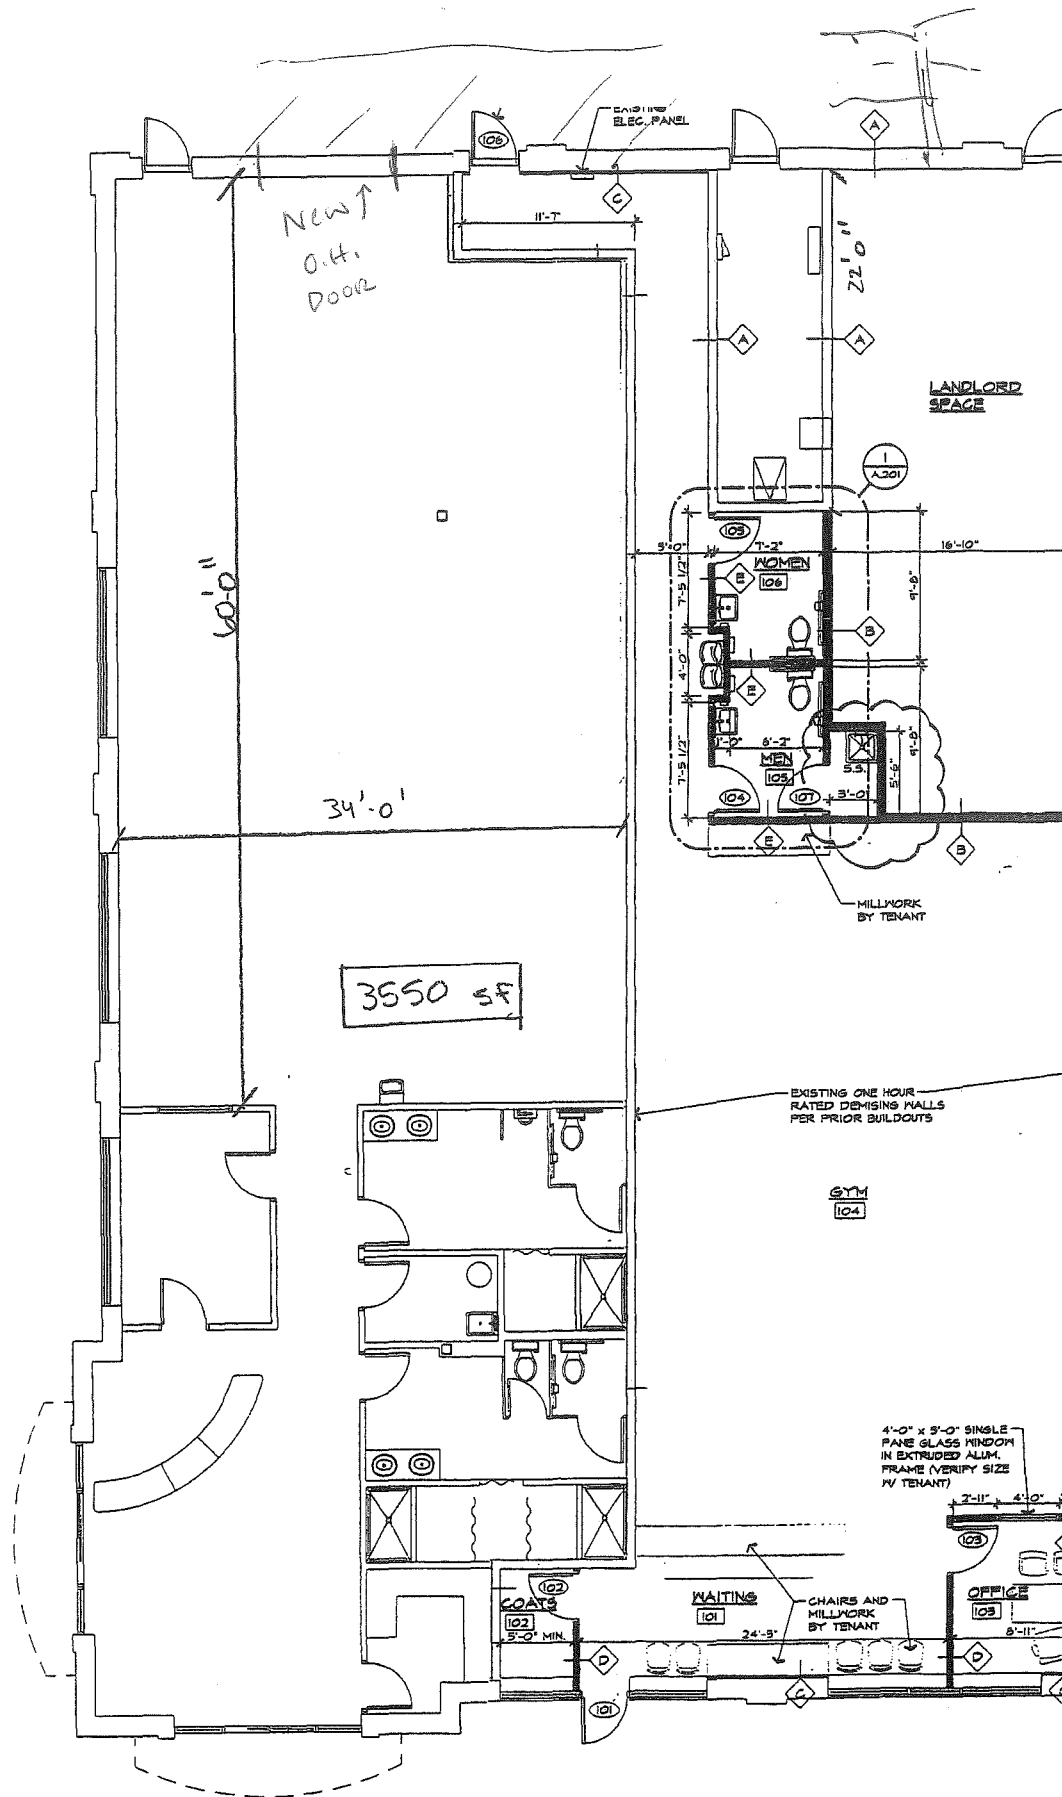 EXISTING
ELEC. PANEL
106
A
C
11'-7"
NEW ↑
O.H.
DOOR
22'0"
A
A
LANDLORD
SPACE
1
A201
105
5'-0"
7'-2"
16'-10"
WOMEN
106
E
7'-5 1/2"
9'-8"
B
60'-0"
4'-0"
E
1'-0"
6'-2"
MEN
105
7'-5 1/2"
S.S.
9'-8"
5'-6"
3'-0"
104
107
34'-0'
E
B
MILLWORK
BY TENANT
3550 SF
EXISTING ONE HOUR
RATED DEMISING WALLS
PER PRIOR BUILDOUTS
GYM
104
4'-0" x 5'-0" SINGLE
PANE GLASS WINDOW
IN EXTRUDED ALUM.
FRAME (VERIFY SIZE
W/ TENANT)
2'-11"
4'-0"
103
102
COATS
102
WAITING
101
CHAIRS AND
MILLWORK
BY TENANT
OFFICE
103
5'-0" MIN.
24'-3"
8'-11"
D
D
C
101